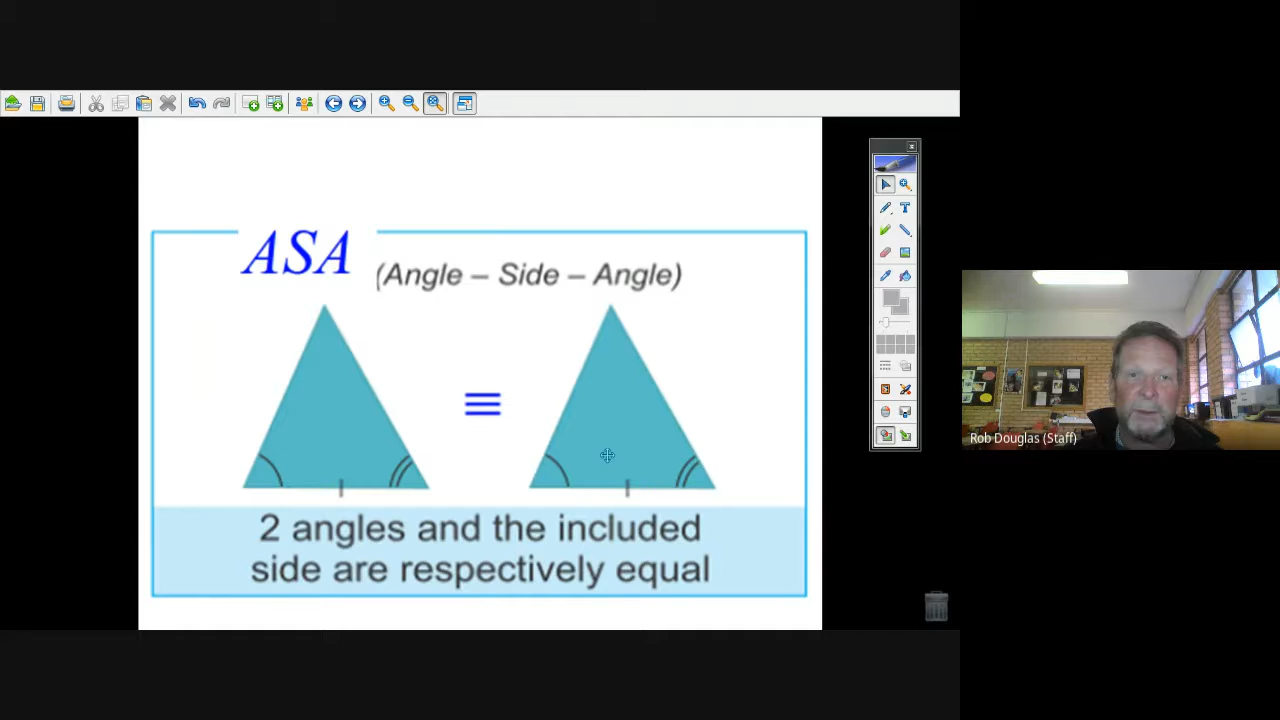 ASA
(Angle – Side – Angle)
≡
2 angles and the included
side are respectively equal
Rob Douglas (Staff)